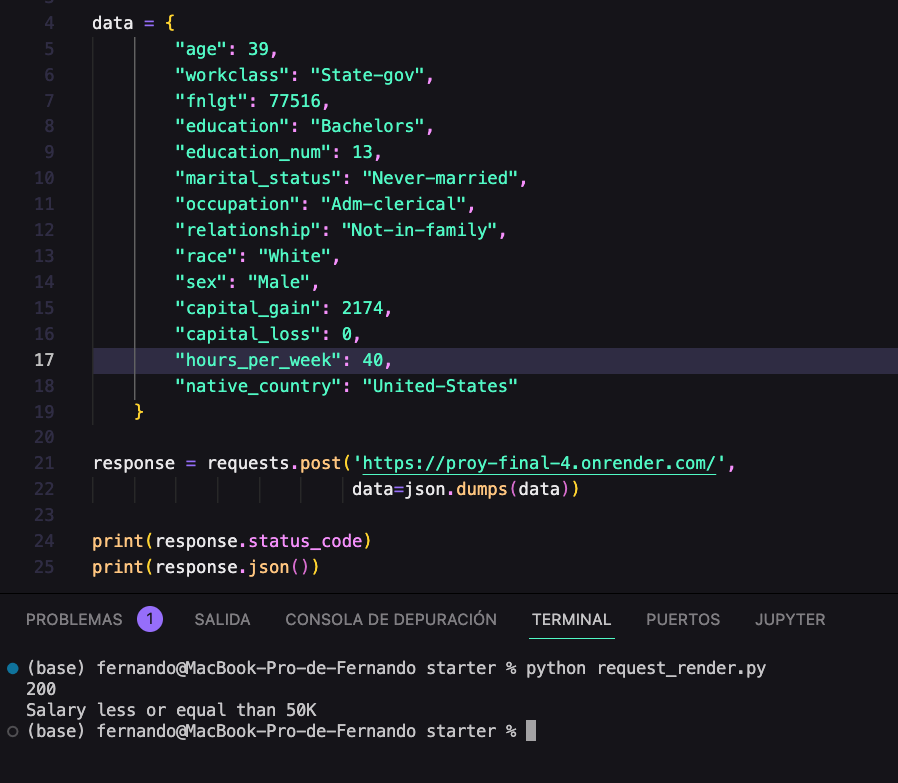 4 data = {
5 "age": 39,
6 "workclass": "State-gov",
7 "fnlgt": 77516,
8 "education": "Bachelors",
9 "education_num": 13,
10 "marital_status": "Never-married",
11 "occupation": "Adm-clerical",
12 "relationship": "Not-in-family",
13 "race": "White",
14 "sex": "Male",
15 "capital_gain": 2174,
16 "capital_loss": 0,
17 "hours_per_week": 40,
18 "native_country": "United-States"
19 }
20
21 response = requests.post('https://proy-final-4.onrender.com/',
22 data=json.dumps(data))
23
24 print(response.status_code)
25 print(response.json())
PROBLEMAS 1 SALIDA CONSOLA DE DEPURACIÓN TERMINAL PUERTOS JUPYTER
(base) fernando@MacBook-Pro-de-Fernando starter % python request_render.py
200
Salary less or equal than 50K
(base) fernando@MacBook-Pro-de-Fernando starter %